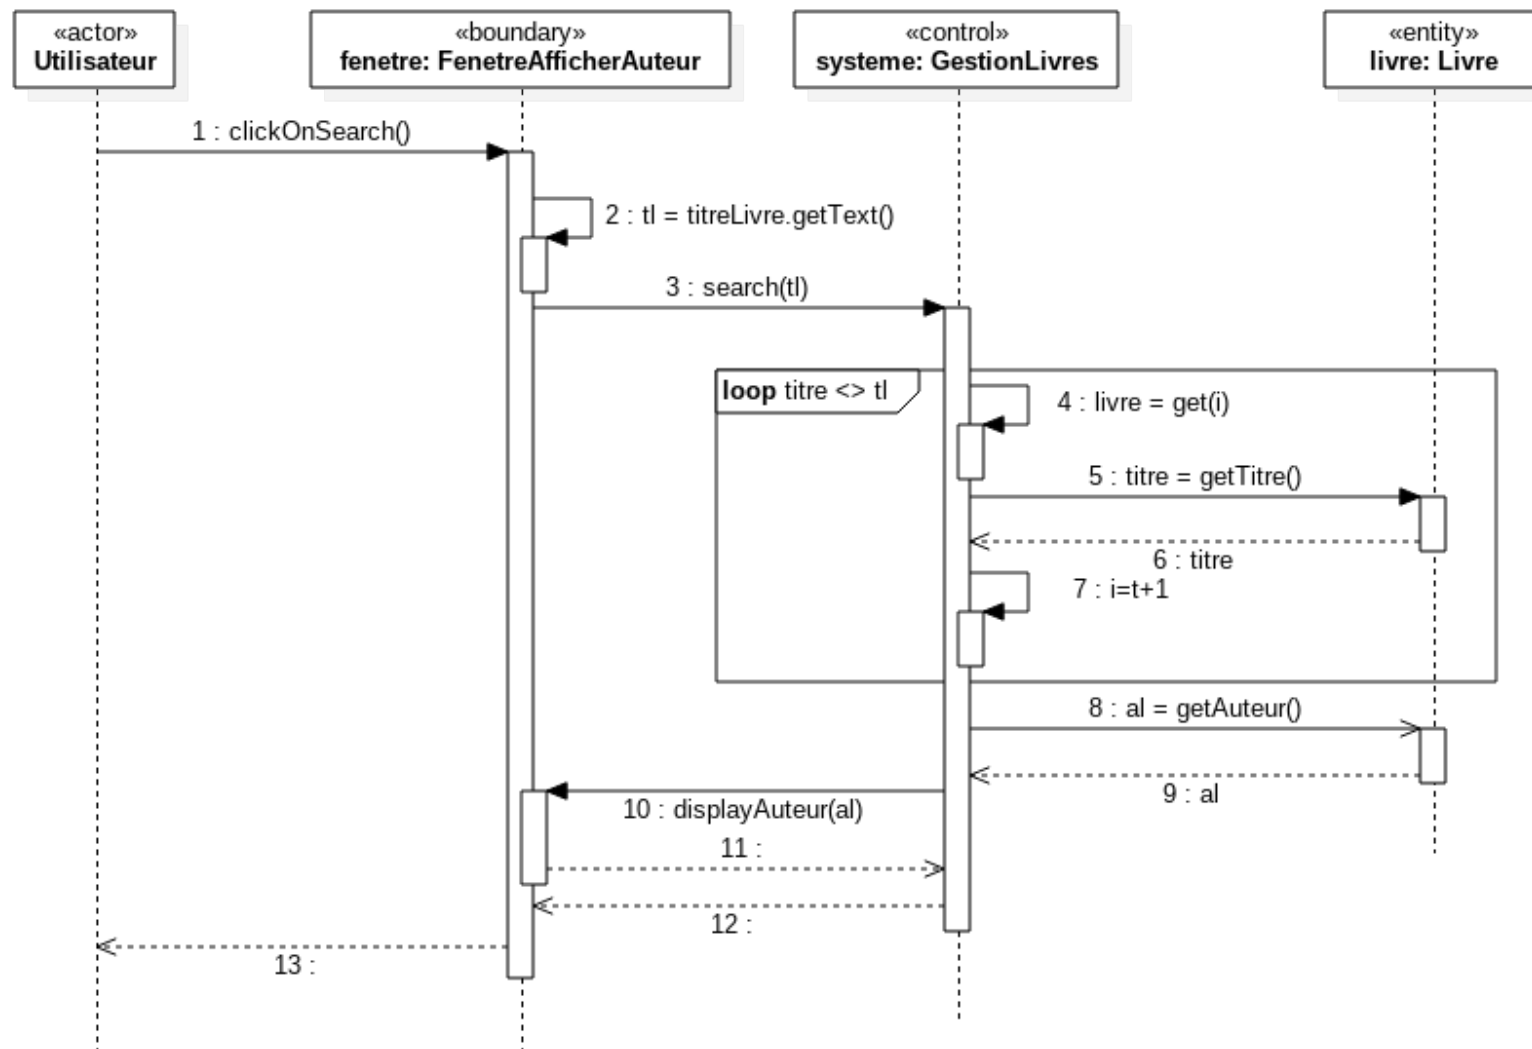 «actor»
Utilisateur
«boundary»
fenetre: FenetreAfficherAuteur
«control»
systeme: GestionLivres
«entity»
livre: Livre
1 : clickOnSearch()
2 : tl = titreLivre.getText()
3 : search(tl)
loop titre <> tl
4 : livre = get(i)
5 : titre = getTitre()
6 : titre
7 : i=t+1
8 : al = getAuteur()
9 : al
10 : displayAuteur(al)
11 :
12 :
13 :